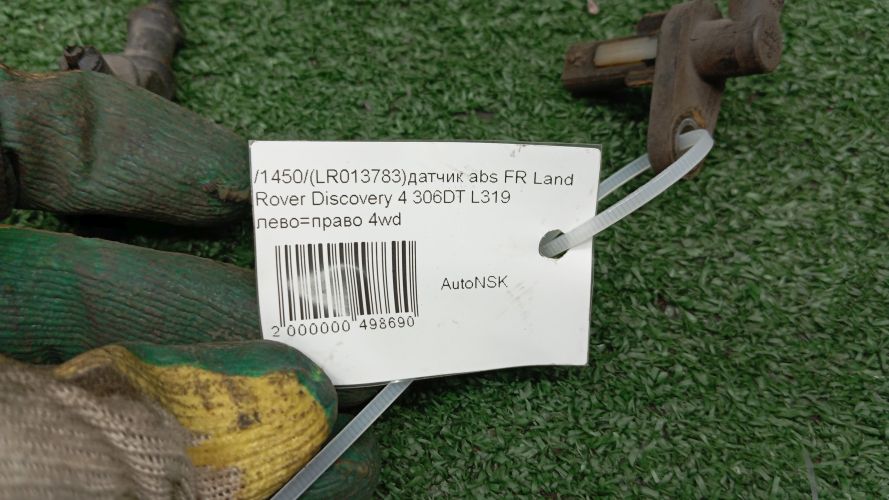 /1450/(LR013783)датчик abs FR Land
Rover Discovery 4 306DT L319
лево=право 4wd
AutoNSK
2 000000 498690